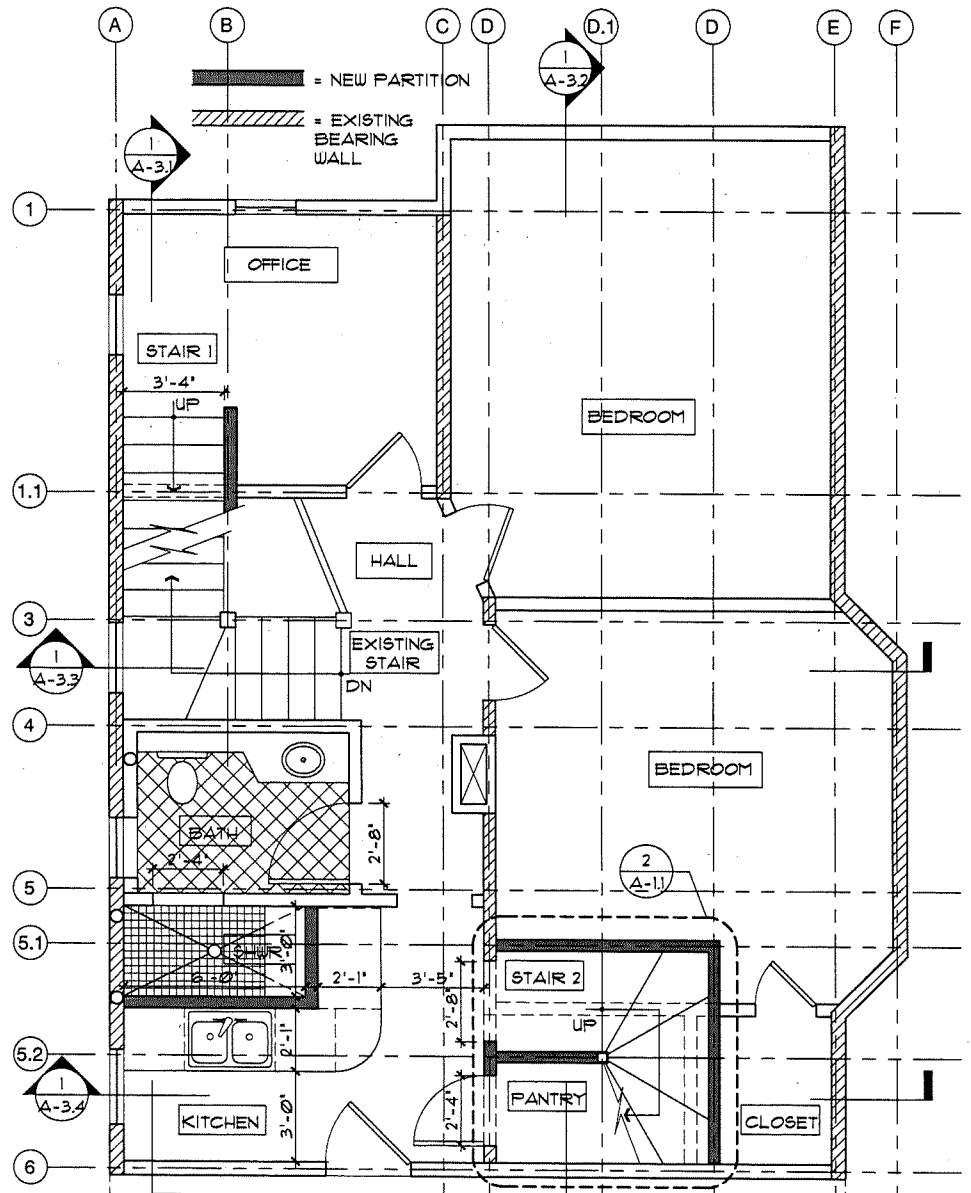 A
B
C
D
D.1
D
E
F
= NEW PARTITION
= EXISTING
BEARING
WALL
1
A-3.1
1
A-3.2
1
OFFICE
STAIR 1
3'-4"
UP
BEDROOM
1.1
HALL
3
EXISTING
STAIR
1
A-3.3
DN
4
BEDROOM
BATH
2'-4"
2'-8"
5
2
A-1.1
5.1
SHWR
3'-0"
6'-0"
2'-1"
3'-5"
STAIR 2
2'-8"
UP
2'-1"
5.2
1
A-3.4
KITCHEN
3'-0"
2'-4"
PANTRY
CLOSET
6